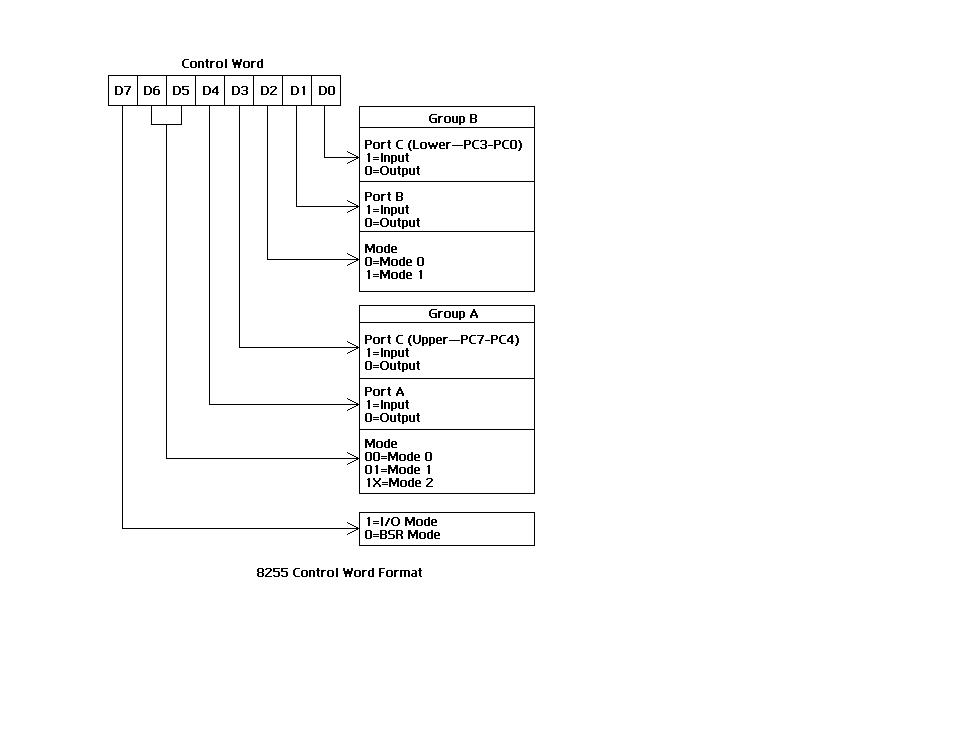 Control Word
D7 D6 D5 D4 D3 D2 D1 D0
Group B
Port C (Lower—PC3-PC0)
1=Input
0=Output
Port B
1=Input
0=Output
Mode
0=Mode 0
1=Mode 1
Group A
Port C (Upper—PC7-PC4)
1=Input
0=Output
Port A
1=Input
0=Output
Mode
00=Mode 0
01=Mode 1
1X=Mode 2
1=I/O Mode
0=BSR Mode
8255 Control Word Format